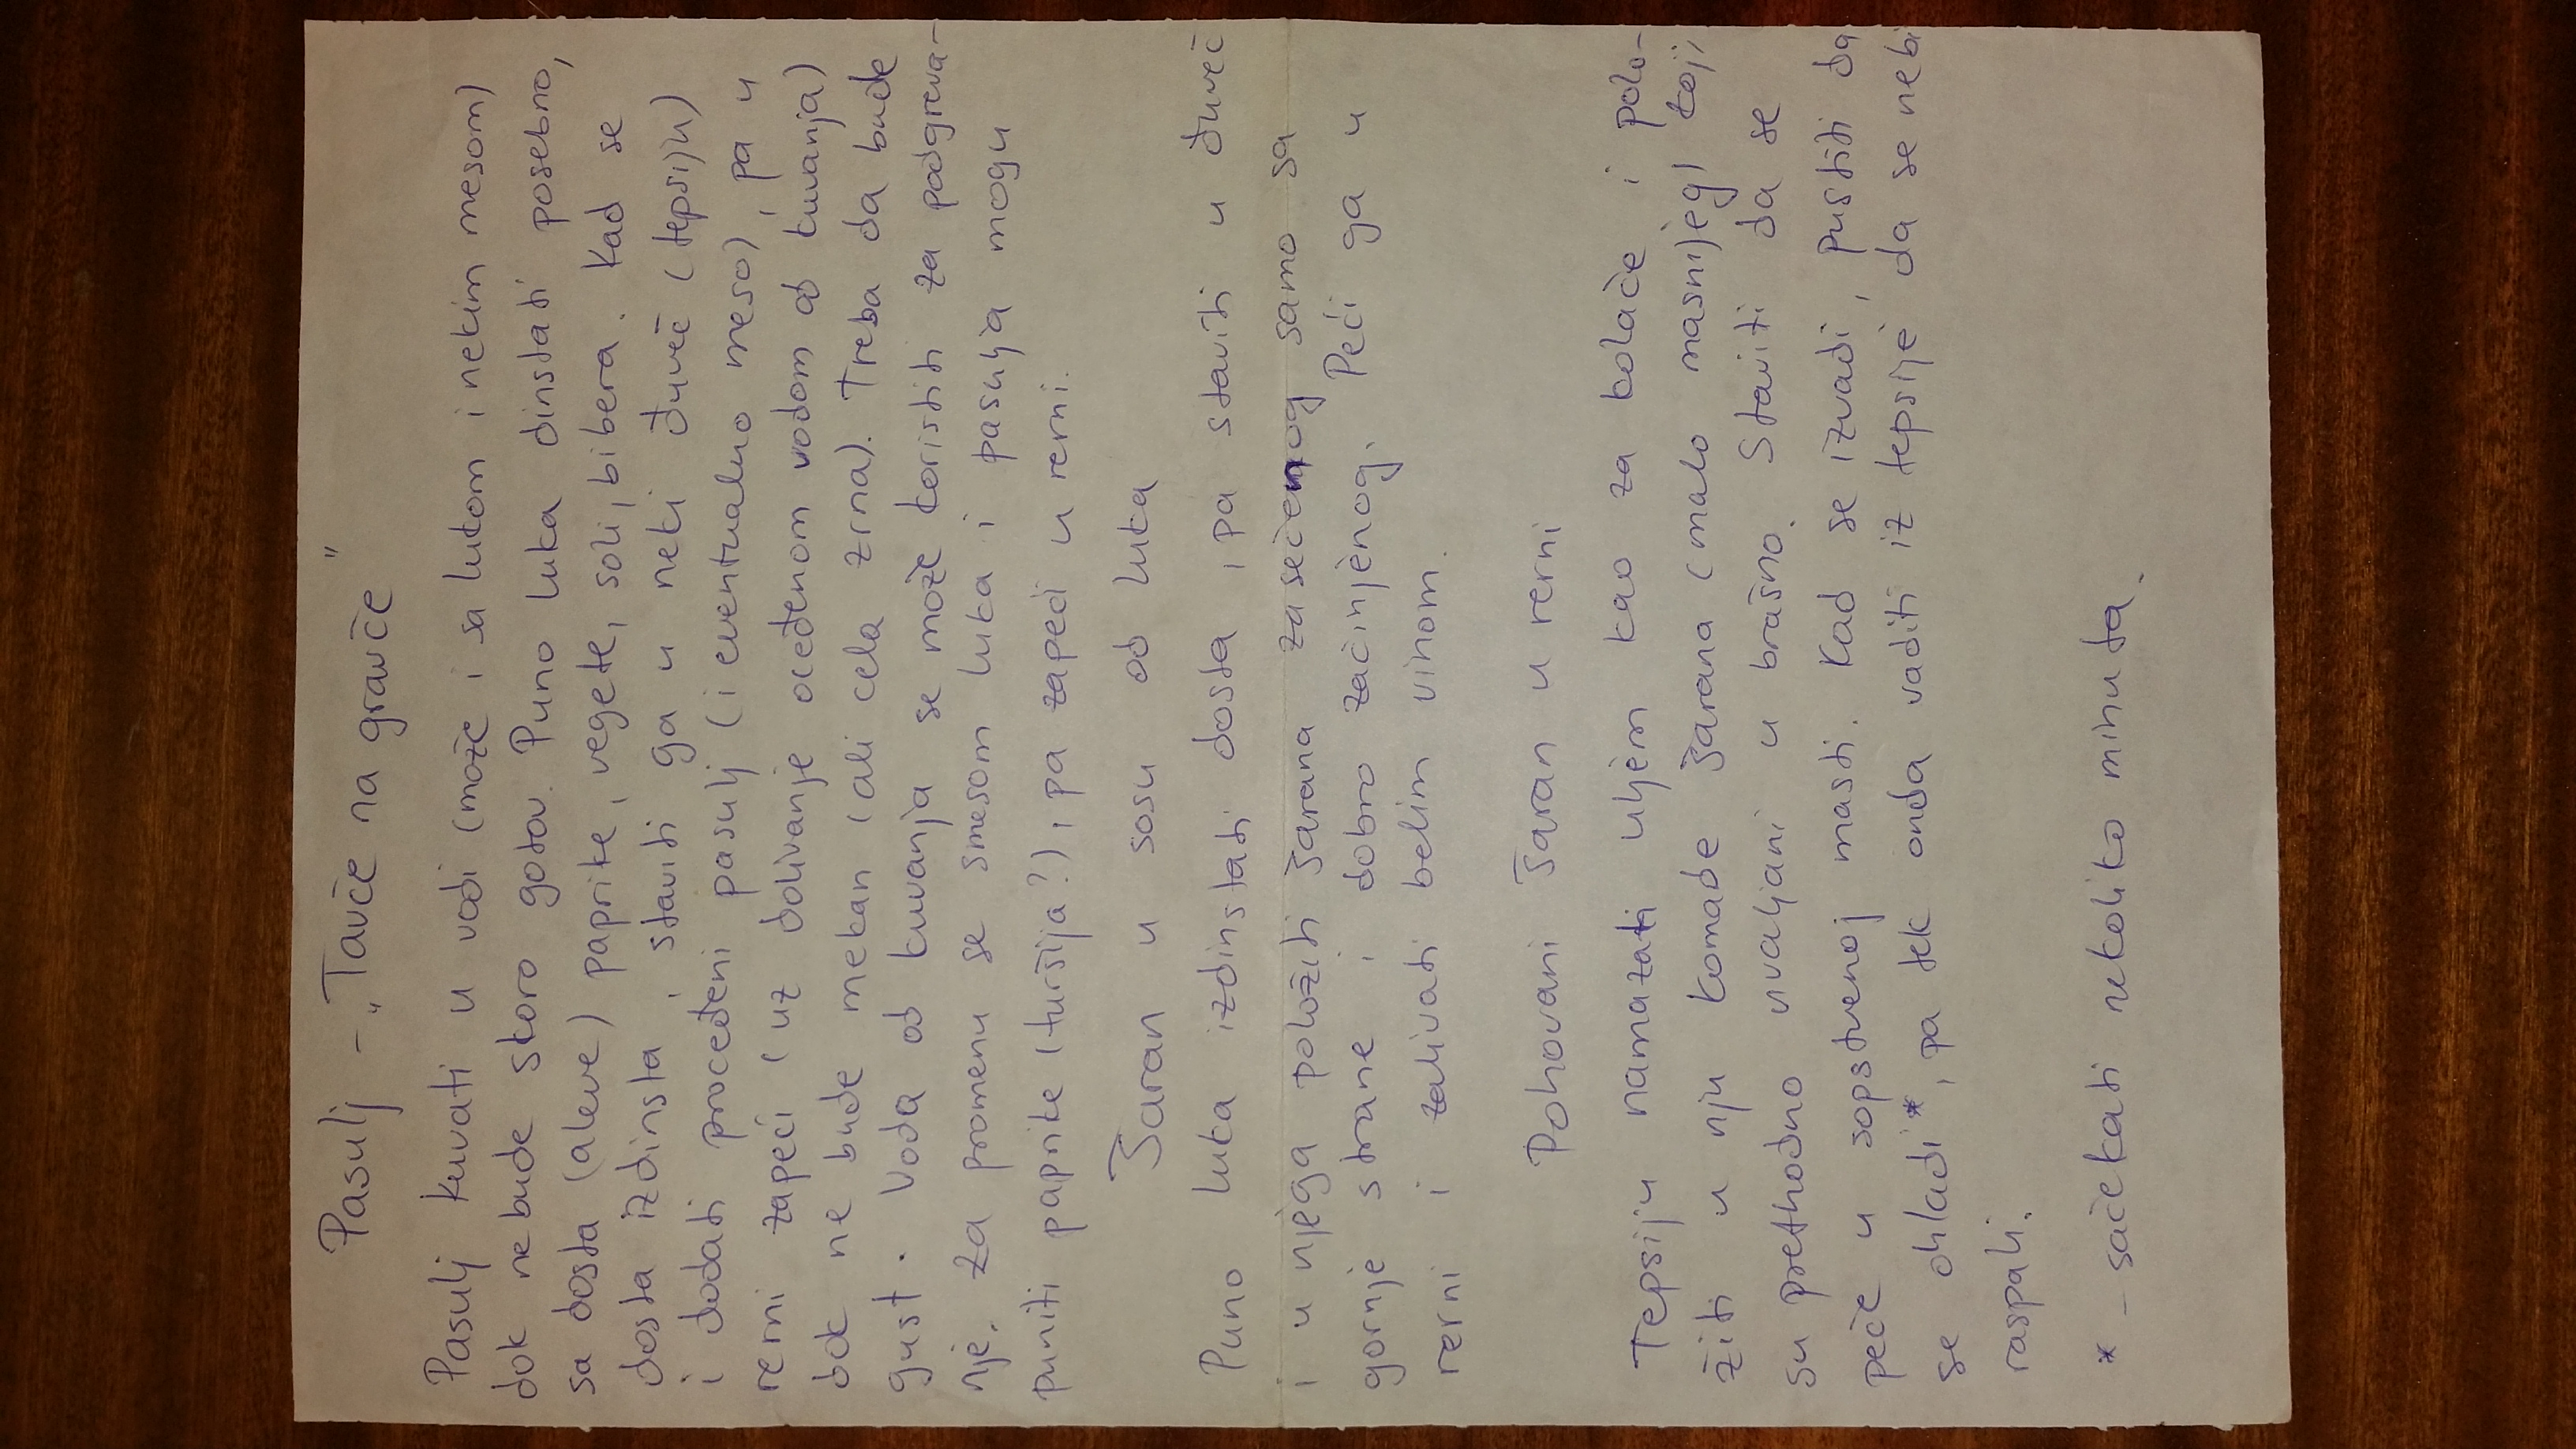 Pasulj - „Tavče na gravče"
Pasulj kuvati u vodi (može i sa lukom i nekim mesom)
dok ne bude skoro gotov. Puno luka dinstati posebno,
sa dosta (aleve) paprike, vegete, soli, bibera. Kad se
dosta izdinsta, staviti ga u neki đuveč (tepsiju)
i dodati proceđeni pasulj (i eventualno meso), pa u
rerni zapeći (uz dolivanje oceđenom vodom od kuvanja)
dok ne bude mekan (ali cela zrna). Treba da bude
gust. Voda od kuvanja se može koristiti za podgreva-
nje. Za promenu se smesom luka i pasulja mogu
puniti paprike (turšija?), pa zapeći u rerni.
Šaran u sosu od luka
Puno luka izdinstati dosta, pa staviti u đuveč
i u njega položiti šarana zasečenog samo sa
gornje strane i dobro začinjenog. Peći ga u
rerni i zalivati belim vinom.
Pohovani šaran u rerni
Tepsiju namazati uljem kao za kolače i polo-
žiti u nju komade šarana (malo masnijeg) koji
su prethodno uvaljani u brašno. Staviti da se
peče u sopstvenoj masti. Kad se izvadi, pustiti da
se ohladi*, pa tek onda vaditi iz tepsije da se nebi
raspali.
* - sačekati nekoliko minuta.